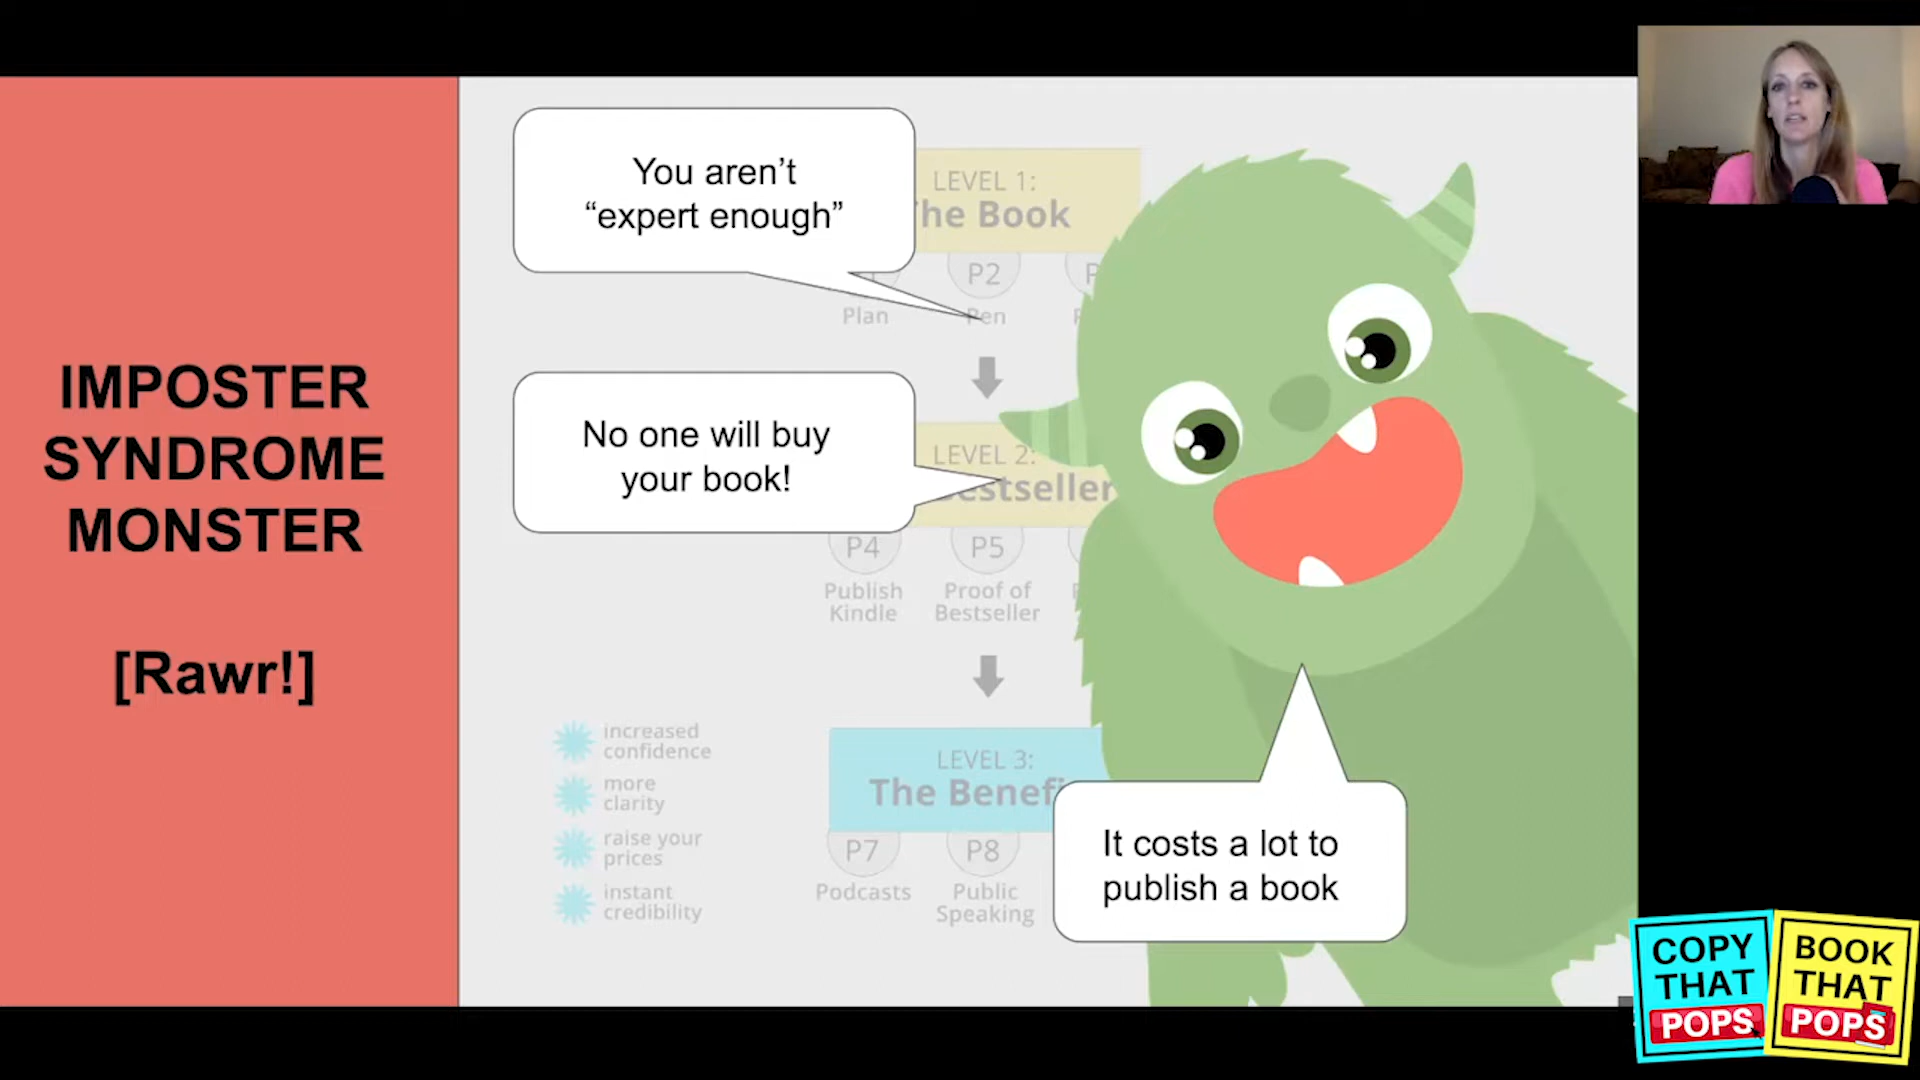 IMPOSTER
SYNDROME
MONSTER
[Rawr!]
You aren’t
“expert enough”
No one will buy
your book!
It costs a lot to
publish a book
LEVEL 1:
Book
P2
Plan
Pen
LEVEL 2:
P4
P5
Publish
Kindle
Proof of
Bestseller
increased
confidence
more
clarity
raise your
prices
instant
credibility
LEVEL 3:
The
P7
P8
Podcasts
Public
Speaking
COPY
THAT
POPS
BOOK
THAT
POPS